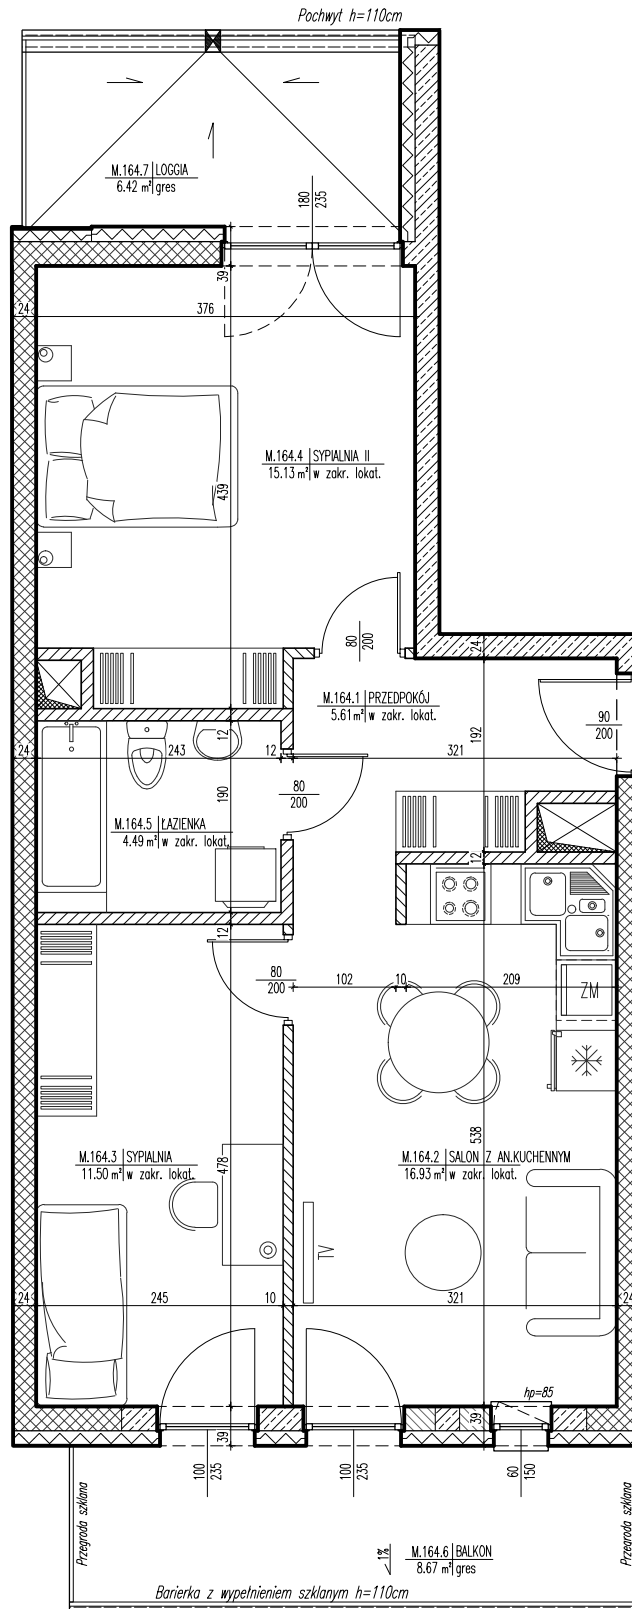 Pochwyt h=110cm
M.164.7 LOGGIA
6.42 m² gres
180
235
39
24
376
M.164.4 SYPIALNIA II
15.13 m² w zakr. lokat.
439
80
200
24
M.164.1 PRZEDPOKÓJ
5.61 m² w zakr. lokat.
90
200
192
24
243
12
12
321
80
200
190
M.164.5 ŁAZIENKA
4.49 m² w zakr. lokat.
12
12
80
200
102
10
209
ZM
538
M.164.3 SYPIALNIA
11.50 m² w zakr. lokat.
478
M.164.2 SALON Z AN.KUCHENNYM
16.93 m² w zakr. lokat.
TV
24
245
10
321
24
hp=85
39
39
100
235
100
235
60
150
Przegroda szklana
Przegroda szklana
1%
M.164.6 BALKON
8.67 m² gres
Barierka z wypełnieniem szklanym h=110cm